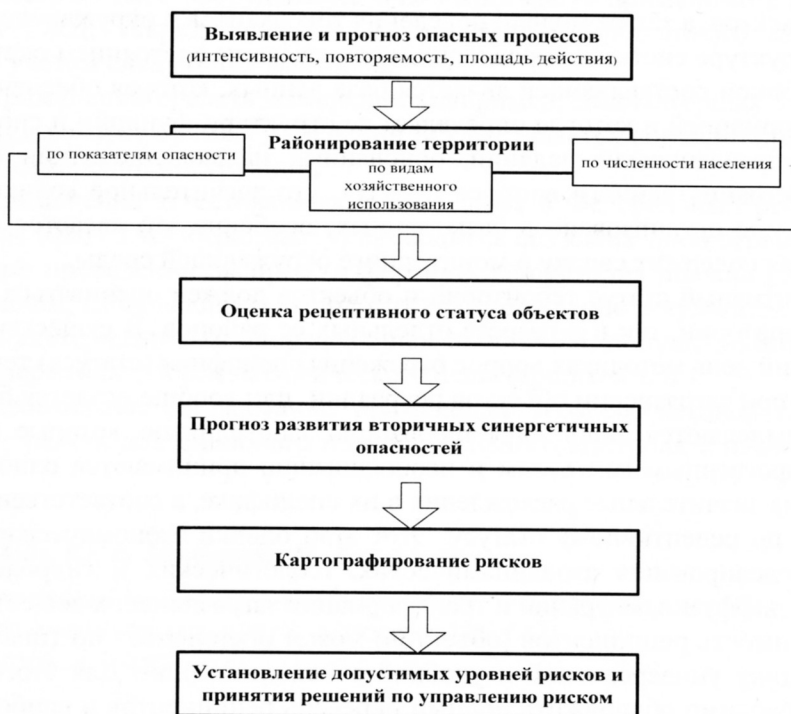 Выявление и прогноз опасных процессов
(интенсивность, повторяемость, площадь действия)
Районирование территории
по показателям опасности
по видам
хозяйственного
использования
по численности населения
Оценка рецептивного статуса объектов
Прогноз развития вторичных синергетичных
опасностей
Картографирование рисков
Установление допустимых уровней рисков и
принятия решений по управлению риском